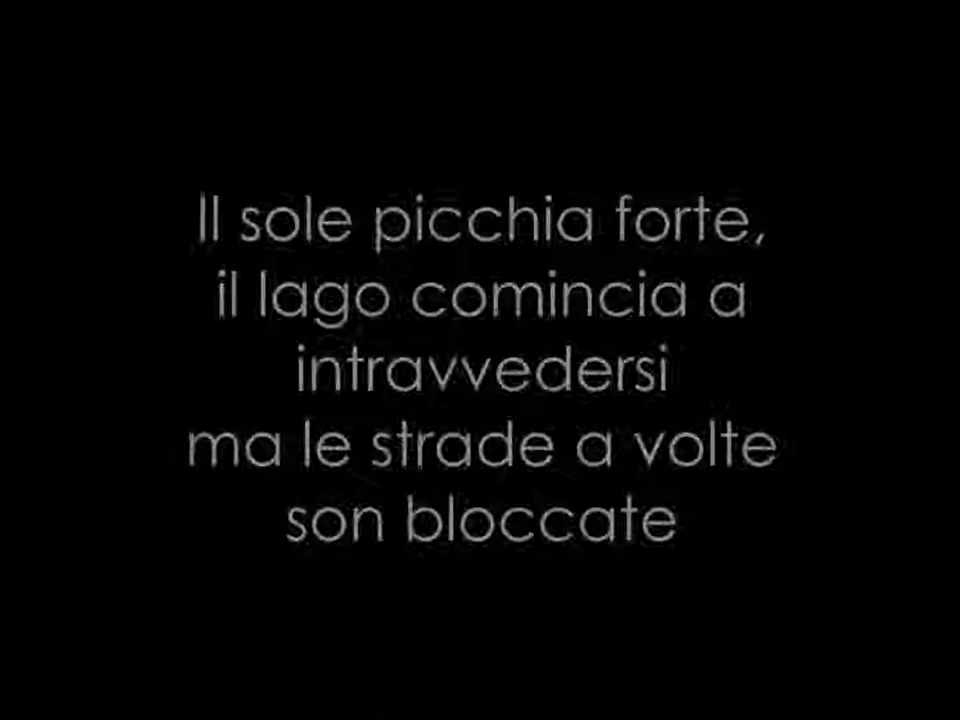 Il sole picchia forte,
il lago comincia a
intravvedersi
ma le strade a volte
son bloccate